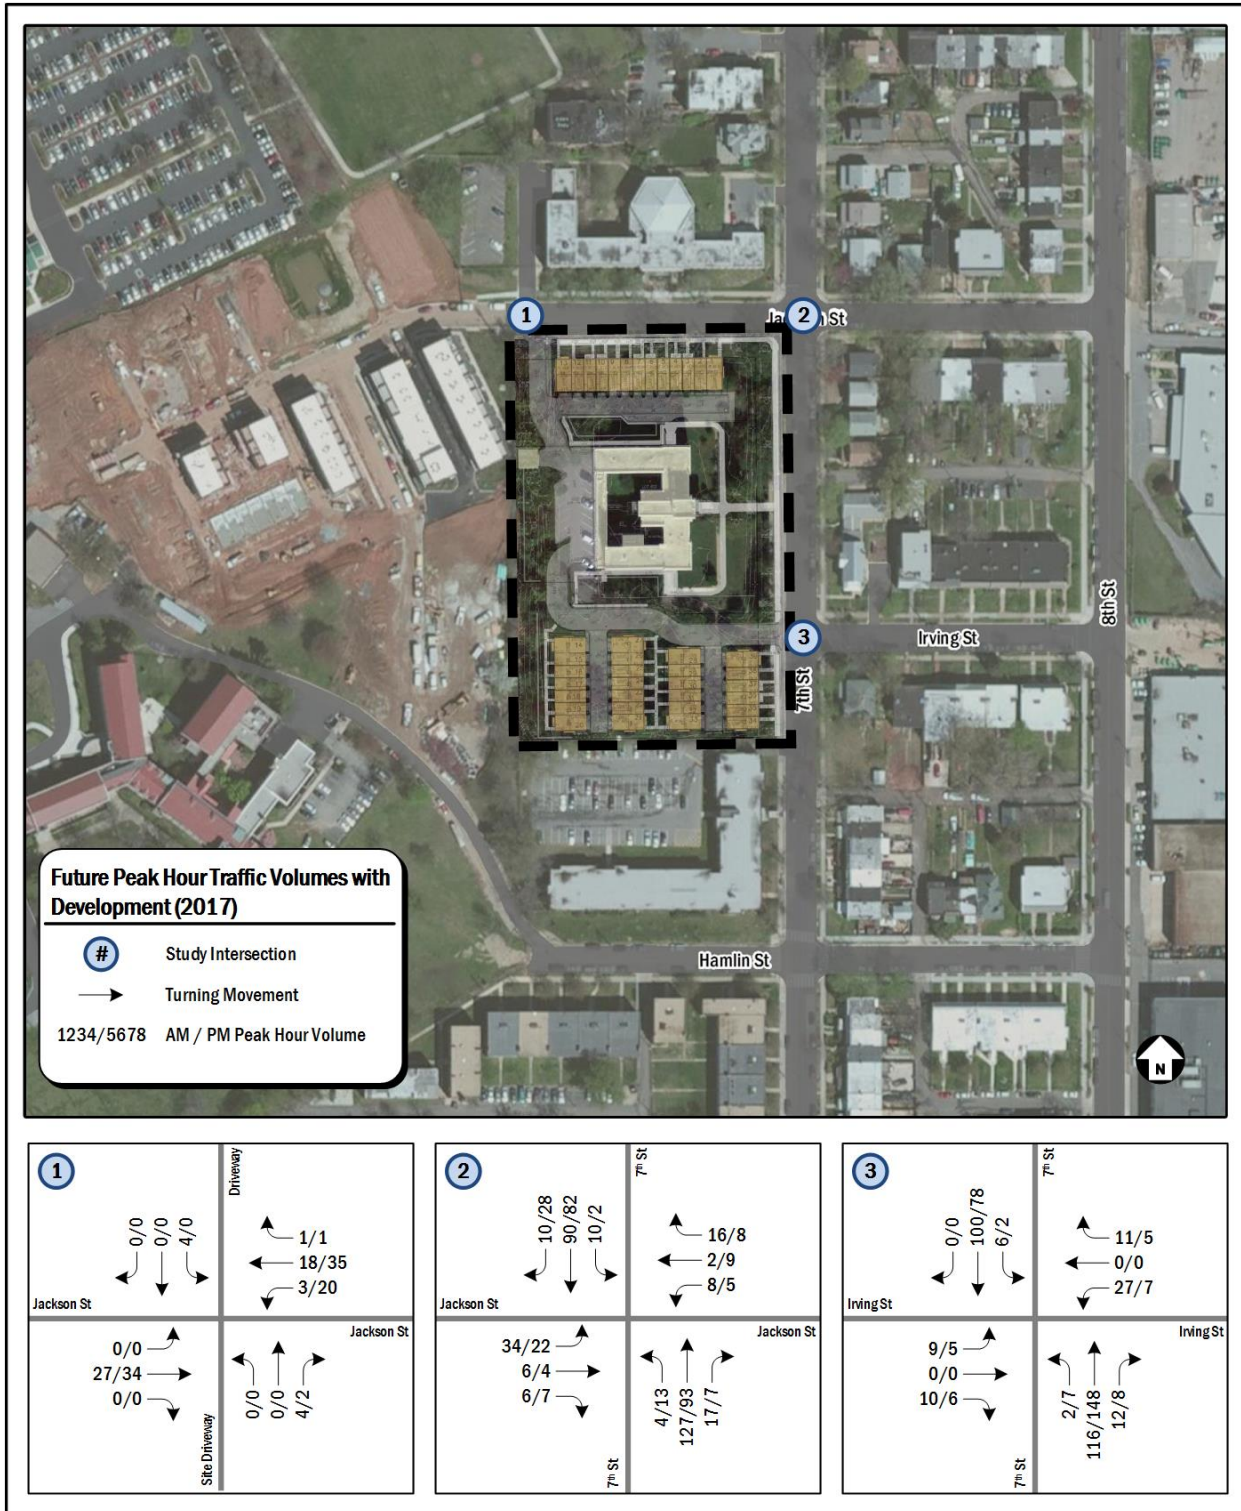 1
2
Jackson St
3
Irving St
8th St
7th St
Hamlin St
N
Future Peak Hour Traffic Volumes with
Development (2017)
# Study Intersection
Turning Movement
1234/5678 AM / PM Peak Hour Volume
1
Driveway
0/0
0/0
4/0
1/1
18/35
3/20
Jackson St
Jackson St
0/0
27/34
0/0
0/0
0/0
4/2
Site Driveway
2
7th St
10/28
90/82
10/2
16/8
2/9
8/5
Jackson St
Jackson St
34/22
6/4
6/7
4/13
127/93
17/7
7th St
3
7th St
0/0
100/78
6/2
11/5
0/0
27/7
Irving St
Irving St
9/5
0/0
10/6
2/7
116/148
12/8
7th St